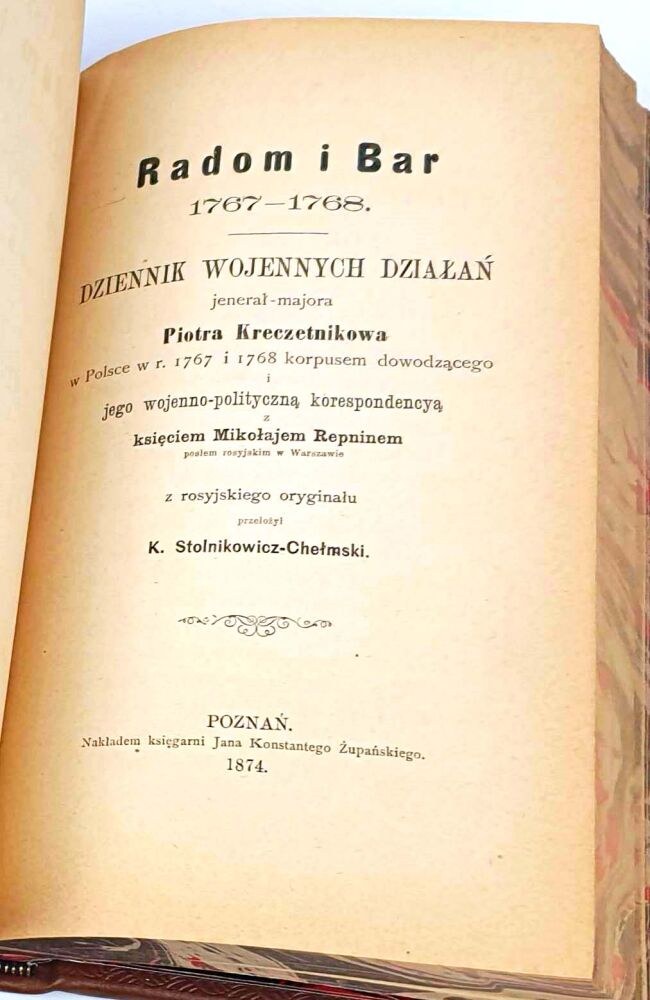 Radom i Bar
1767—1768.
DZIENNIK WOJENNYCH DZIAŁAŃ
jenerał-majora
Piotra Kreczetnikowa
w Polsce w r. 1767 i 1768 korpusem dowodzącego
i
jego wojenno-polityczną korespondencyą
z
księciem Mikołajem Repninem
posłem rosyjskim w Warszawie
z rosyjskiego oryginału
przełożył
K. Stolnikowicz-Chełmski.
POZNAŃ.
Nakładem księgarni Jana Konstantego Żupańskiego.
1874.